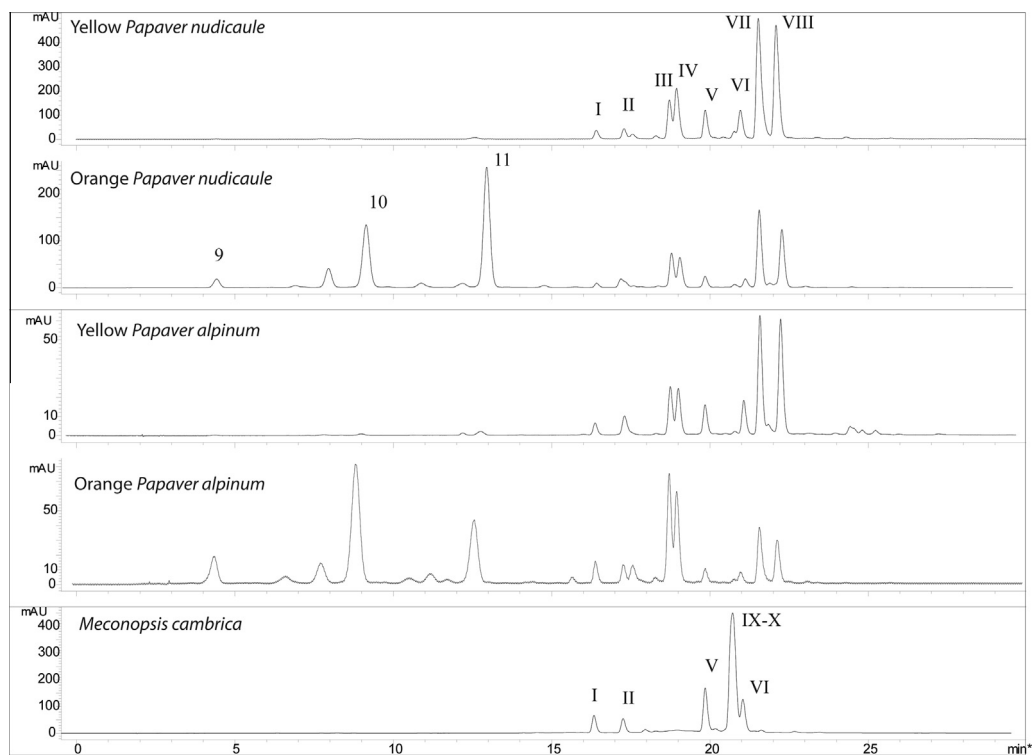 mAU Yellow Papaver nudicaule VII VIII
400
300 III IV
200 I II V VI
100
0
mAU Orange Papaver nudicaule 11
200 10
100 9
0
mAU Yellow Papaver alpinum
50
10
0
mAU Orange Papaver alpinum
50
10
0
mAU Meconopsis cambrica IX-X
400
300 V
200 I II VI
100
0
0 5 10 15 20 25 min*